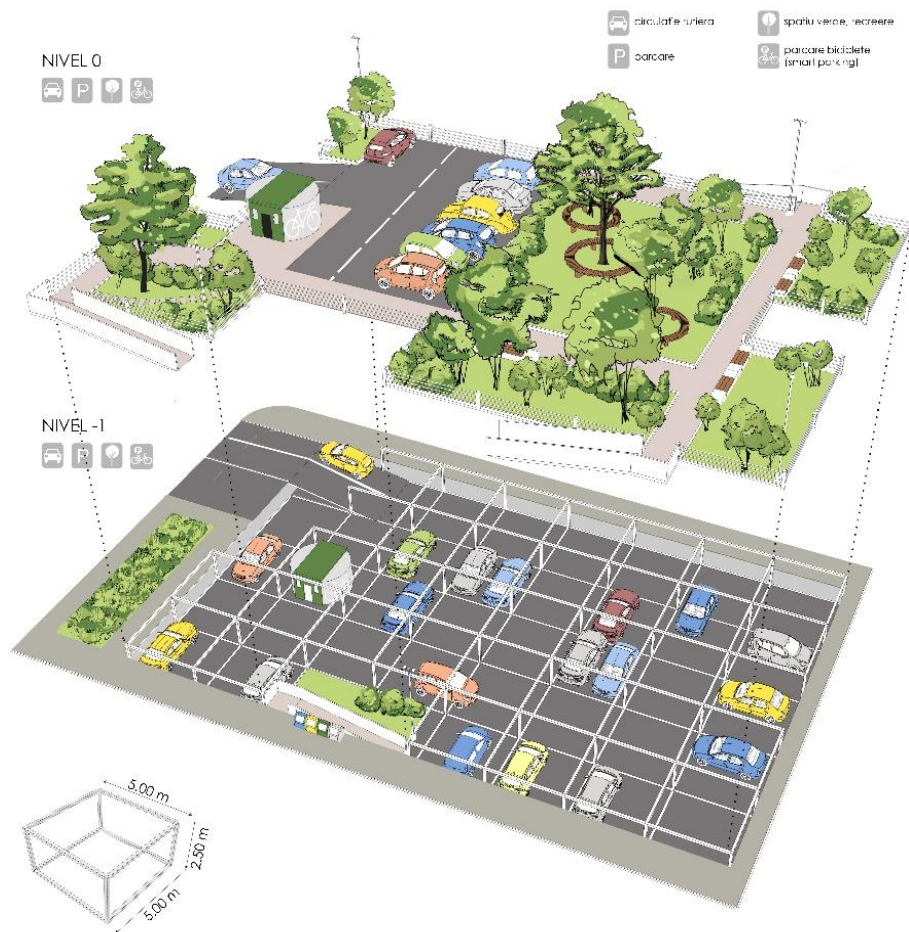 circulatie rutiera
spatiu verde, recreere
P parcare
parcare biciclete
(smart parking)
NIVEL 0
P
NIVEL -1
P
5.00 m
2.50 m
5.00 m